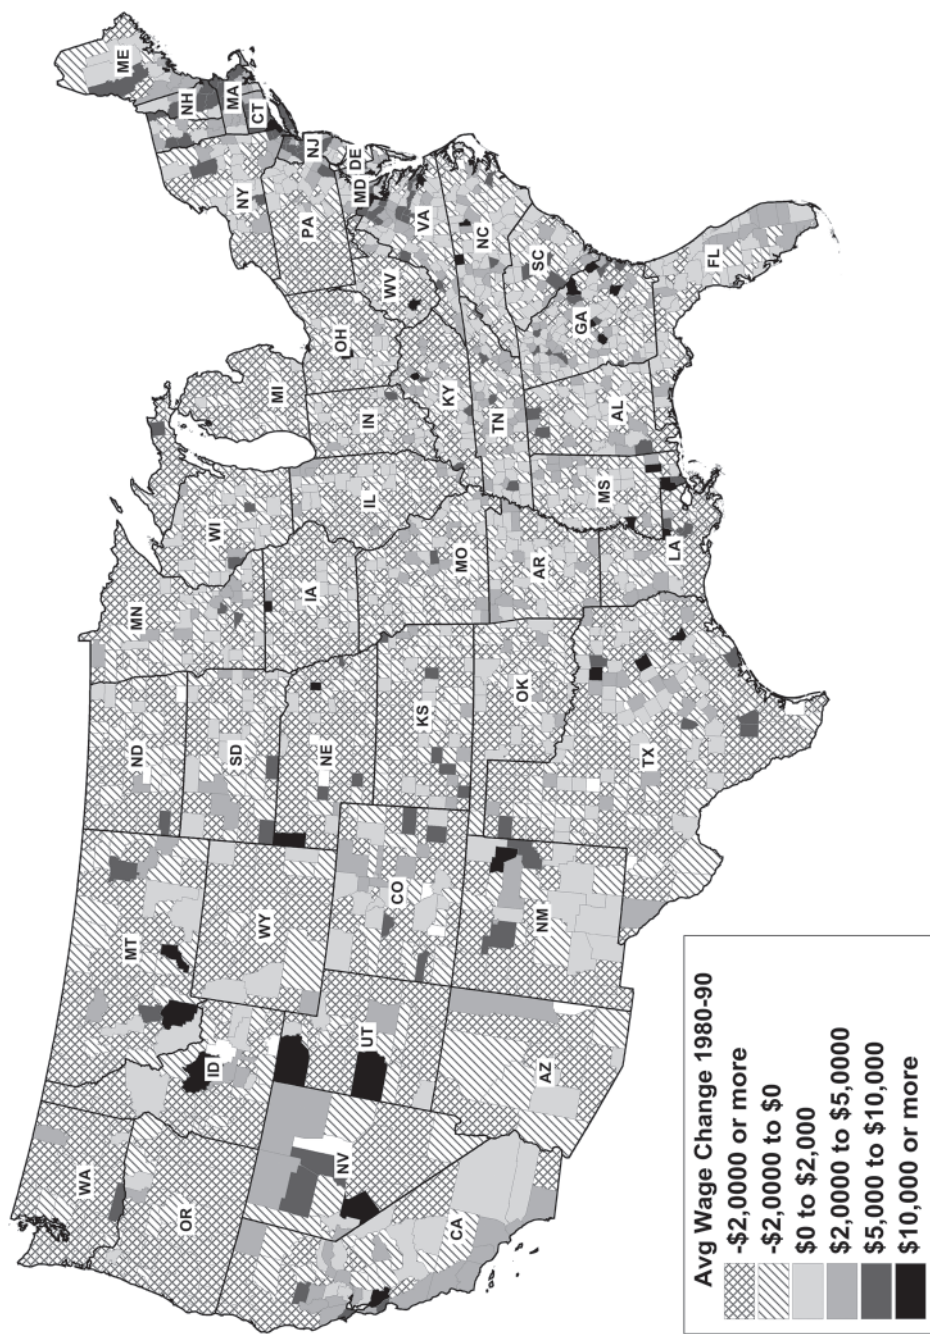 Avg Wage Change 1980-90
-$2,0000 or more
-$2,0000 to $0
$0 to $2,000
$2,0000 to $5,0000
$5,000 to $10,000
$10,000 or more
WA
OR
CA
NV
ID
MT
WY
UT
AZ
CO
NM
ND
SD
NE
KS
OK
TX
MN
IA
MO
AR
LA
WI
IL
MI
IN
OH
KY
TN
MS
AL
GA
FL
SC
NC
VA
WV
MD
DE
PA
NJ
NY
CT
MA
NH
ME